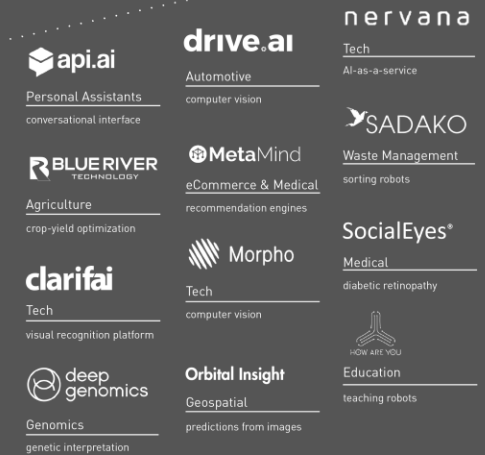 api.ai
Personal Assistants
conversational interface
BLUE RIVER
TECHNOLOGY
Agriculture
crop-yield optimization
clarifai
Tech
visual recognition platform
deep
genomics
Genomics
genetic interpretation
drive.ai
Automotive
computer vision
MetaMind
eCommerce & Medical
recommendation engines
Morpho
Tech
computer vision
Orbital Insight
Geospatial
predictions from images
nervana
Tech
AI-as-a-service
SADAKO
Waste Management
sorting robots
SocialEyes®
Medical
diabetic retinopathy
HOW ARE YOU
Education
teaching robots